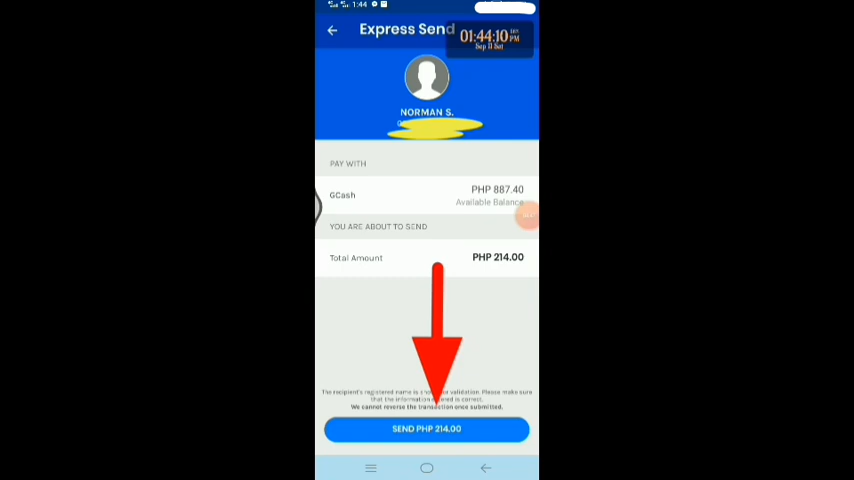 1:44
Express Send
01:44:10 PM
Sep 11 Sat
NORMAN S.
PAY WITH
GCash
PHP 887.40
Available Balance
YOU ARE ABOUT TO SEND
Total Amount
PHP 214.00
The recipient's registered name is for validation. Please make sure
that the information is correct.
We cannot reverse the transaction once submitted.
SEND PHP 214.00